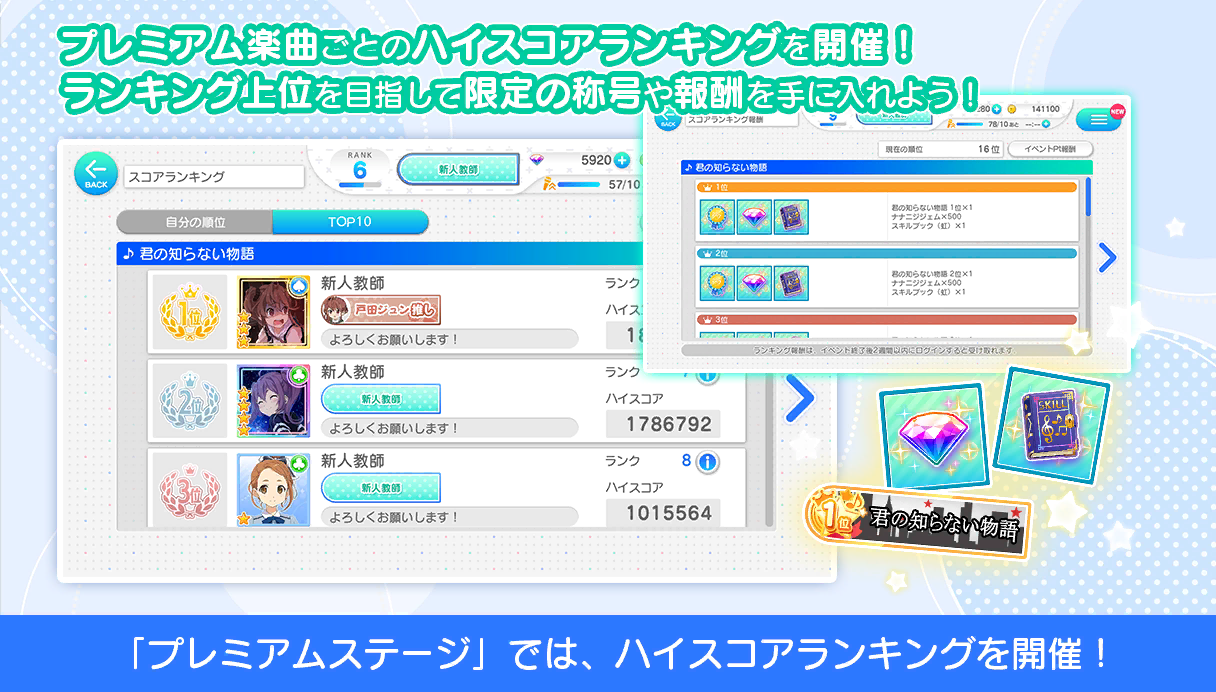 プレミアム楽曲ごとのハイスコアランキングを開催！
ランキング上位を目指して限定の称号や報酬を手に入れよう！
BACK
スコアランキング
RANK
6
新人教師
5920
57/10
自分の順位
TOP10
♪ 君の知らない物語
1位
新人教師
戸田ジュン推し
よろしくお願いします！
ランク
ハイス
18
2位
新人教師
新人教師
よろしくお願いします！
ランク
7
ハイスコア
1786792
3位
新人教師
新人教師
よろしくお願いします！
ランク
8
ハイスコア
1015564
BACK
スコアランキング報酬
141100
NEW
78/10
あと
--:--
現在の順位
16位
イベントPt報酬
♪ 君の知らない物語
1位
君の知らない物語 1位×1
ナナニジジェム×500
スキルブック（虹）×1
2位
君の知らない物語 2位×1
ナナニジジェム×500
スキルブック（虹）×1
3位
ランキング報酬は、イベント終了後2週間以内にログインすると受け取れます。
SKILL
1位
君の知らない物語
「プレミアムステージ」では、ハイスコアランキングを開催！